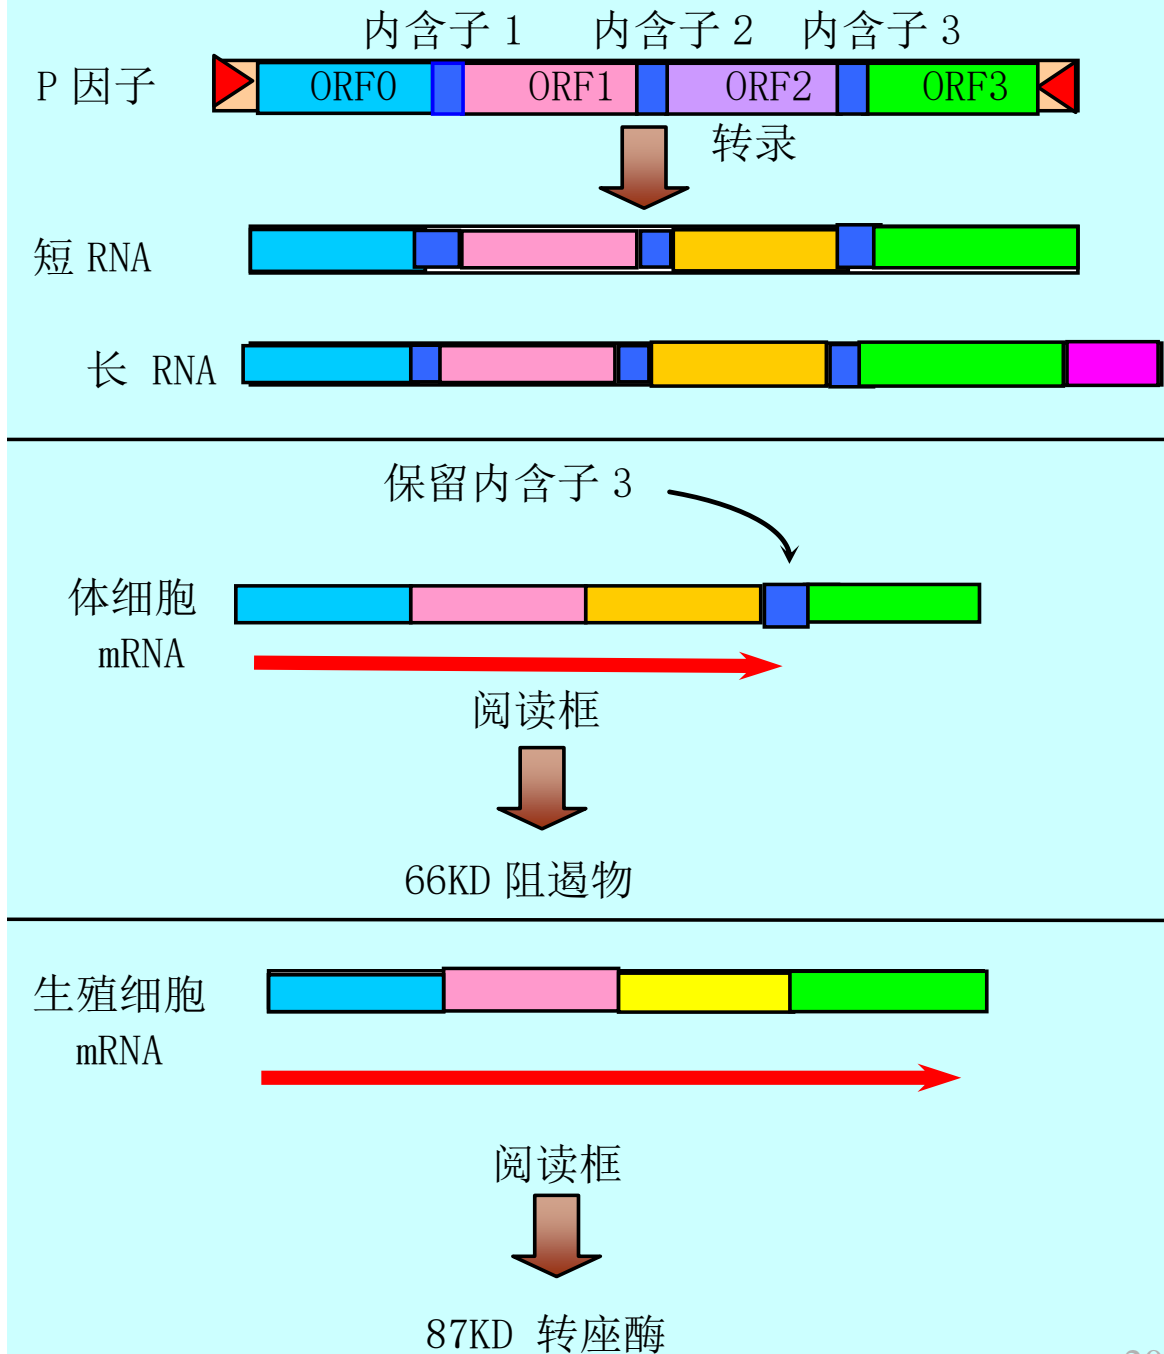 内含子 1 内含子 2 内含子 3
P 因子 ORF0 ORF1 ORF2 ORF3
转录
短 RNA
长 RNA
保留内含子 3
体细胞
mRNA
阅读框
66KD 阻遏物
生殖细胞
mRNA
阅读框
87KD 转座酶